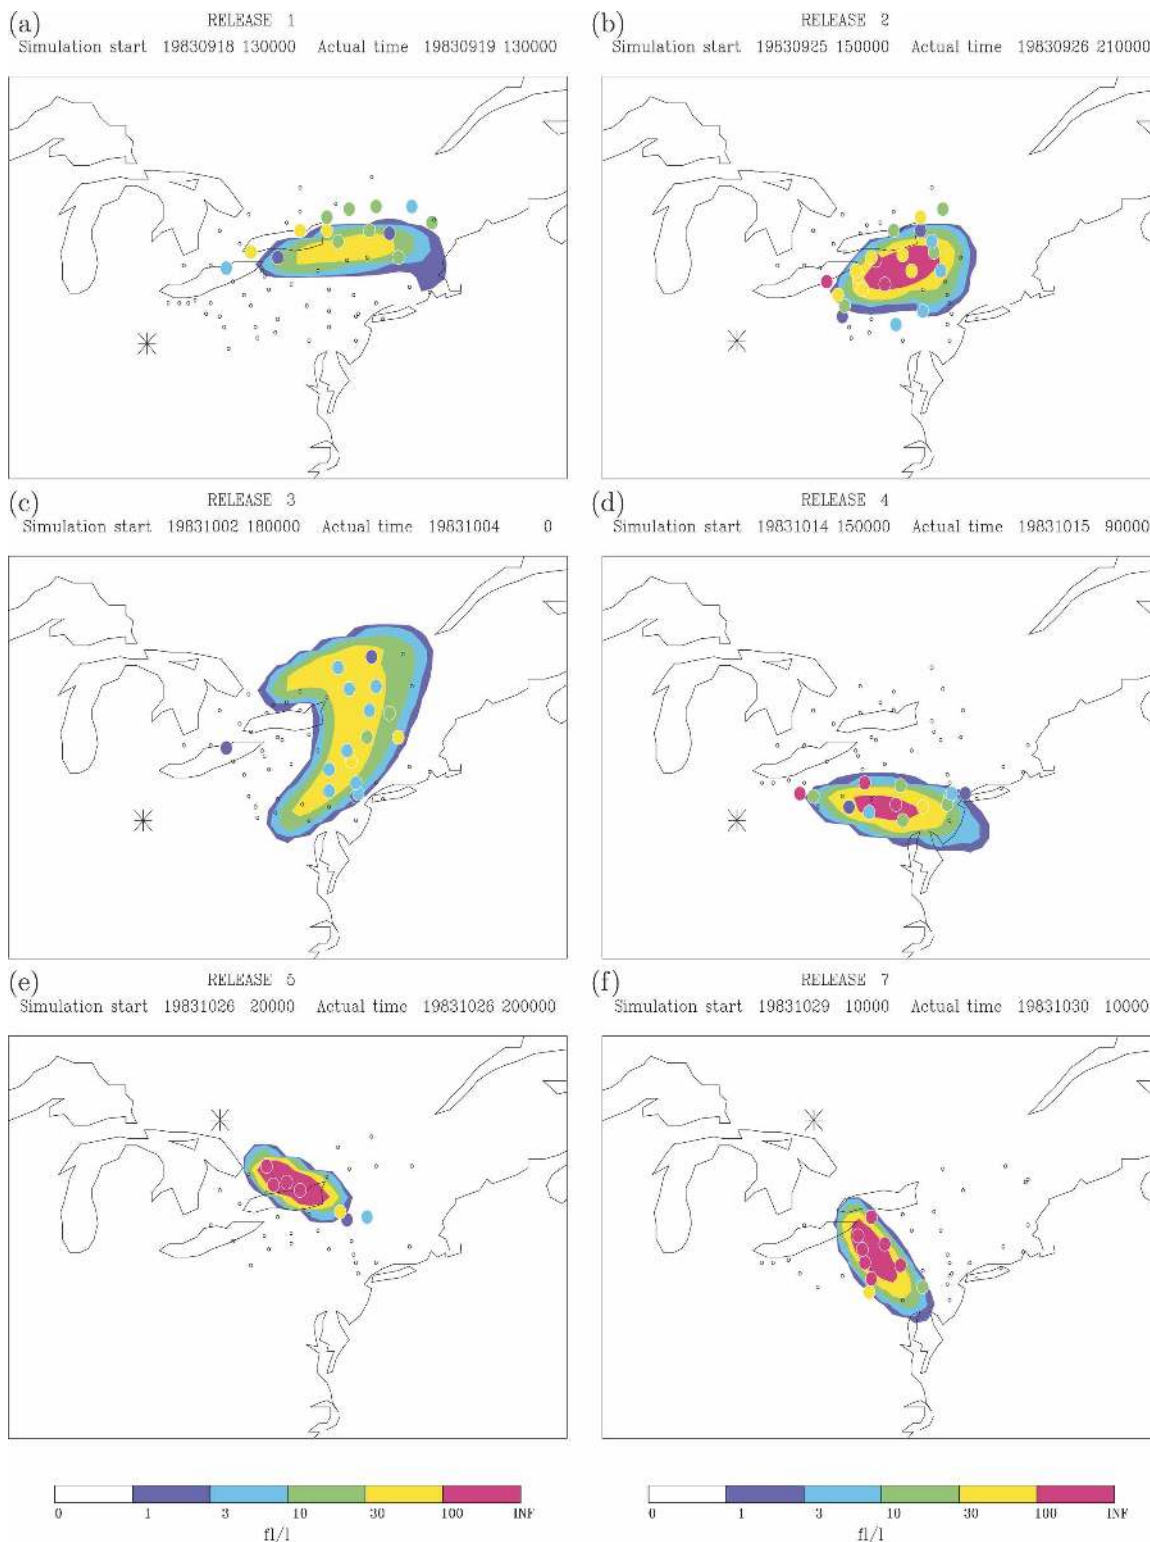 (a) RELEASE 1
Simulation start 19830918 130000 Actual time 19830919 130000
(b) RELEASE 2
Simulation start 19830925 150000 Actual time 19830926 210000
(c) RELEASE 3
Simulation start 19831002 180000 Actual time 19831004 0
(d) RELEASE 4
Simulation start 19831014 150000 Actual time 19831015 90000
(e) RELEASE 5
Simulation start 19831026 20000 Actual time 19831026 200000
(f) RELEASE 7
Simulation start 19831029 10000 Actual time 19831030 10000
0 1 3 10 30 100 INF
fl/l
0 1 3 10 30 100 INF
fl/l